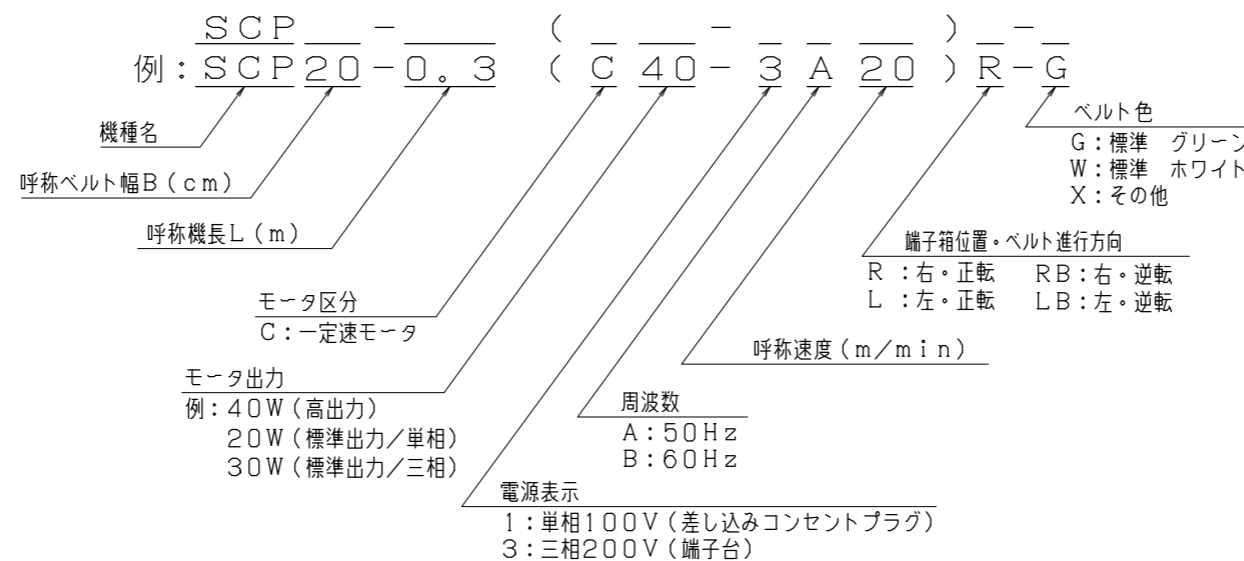 SCP - ( - ) -
例:SCP20-0.3(C40-3A20)R-G
ベルト色
G:標準 グリーン
W:標準 ホワイト
X:その他
機種名
呼称ベルト幅B(cm)
呼称機長L(m)
端子箱位置・ベルト進行方向
R:右・正転 RB:右・逆転
L:左・正転 LB:左・逆転
モータ区分
C:一定速モータ
呼称速度(m/min)
モータ出力
例:40W(高出力)
20W(標準出力/単相)
30W(標準出力/三相)
周波数
A:50Hz
B:60Hz
電源表示
1:単相100V(差し込みコンセントプラグ)
3:三相200V(端子台)